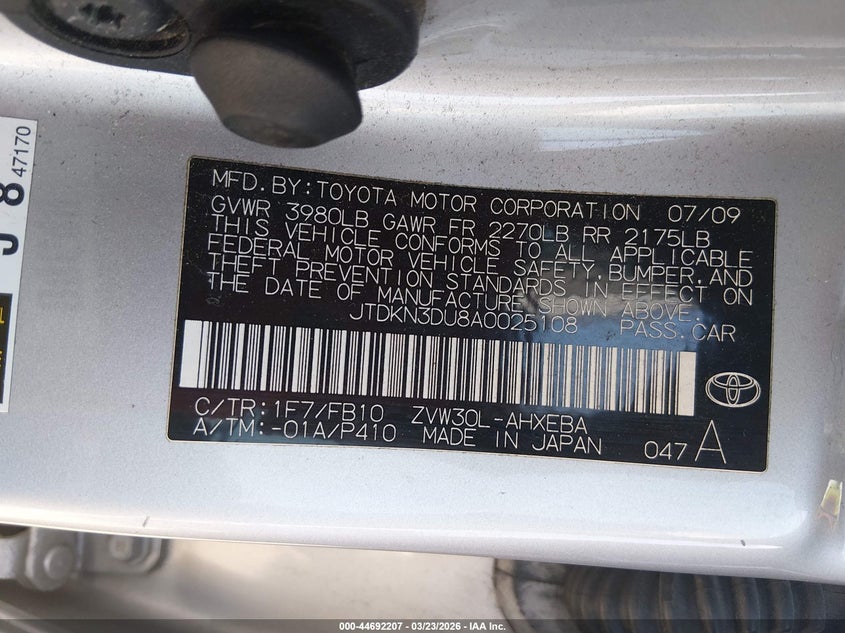 J 8
47170
MFD. BY: TOYOTA MOTOR CORPORATION 07/09
GVWR 3980LB GAWR FR 2270LB RR 2175LB
THIS VEHICLE CONFORMS TO ALL APPLICABLE
FEDERAL MOTOR VEHICLE SAFETY, BUMPER, AND
THEFT PREVENTION STANDARDS IN EFFECT ON
THE DATE OF MANUFACTURE SHOWN ABOVE.
JTDKN3DU8A0025108 PASS. CAR
C/TR: 1F7/FB10 ZVW30L-AHXEBA
A/TM: -01A/P410 MADE IN JAPAN 047 A
000-44692207 - 03/23/2026 - IAA Inc.